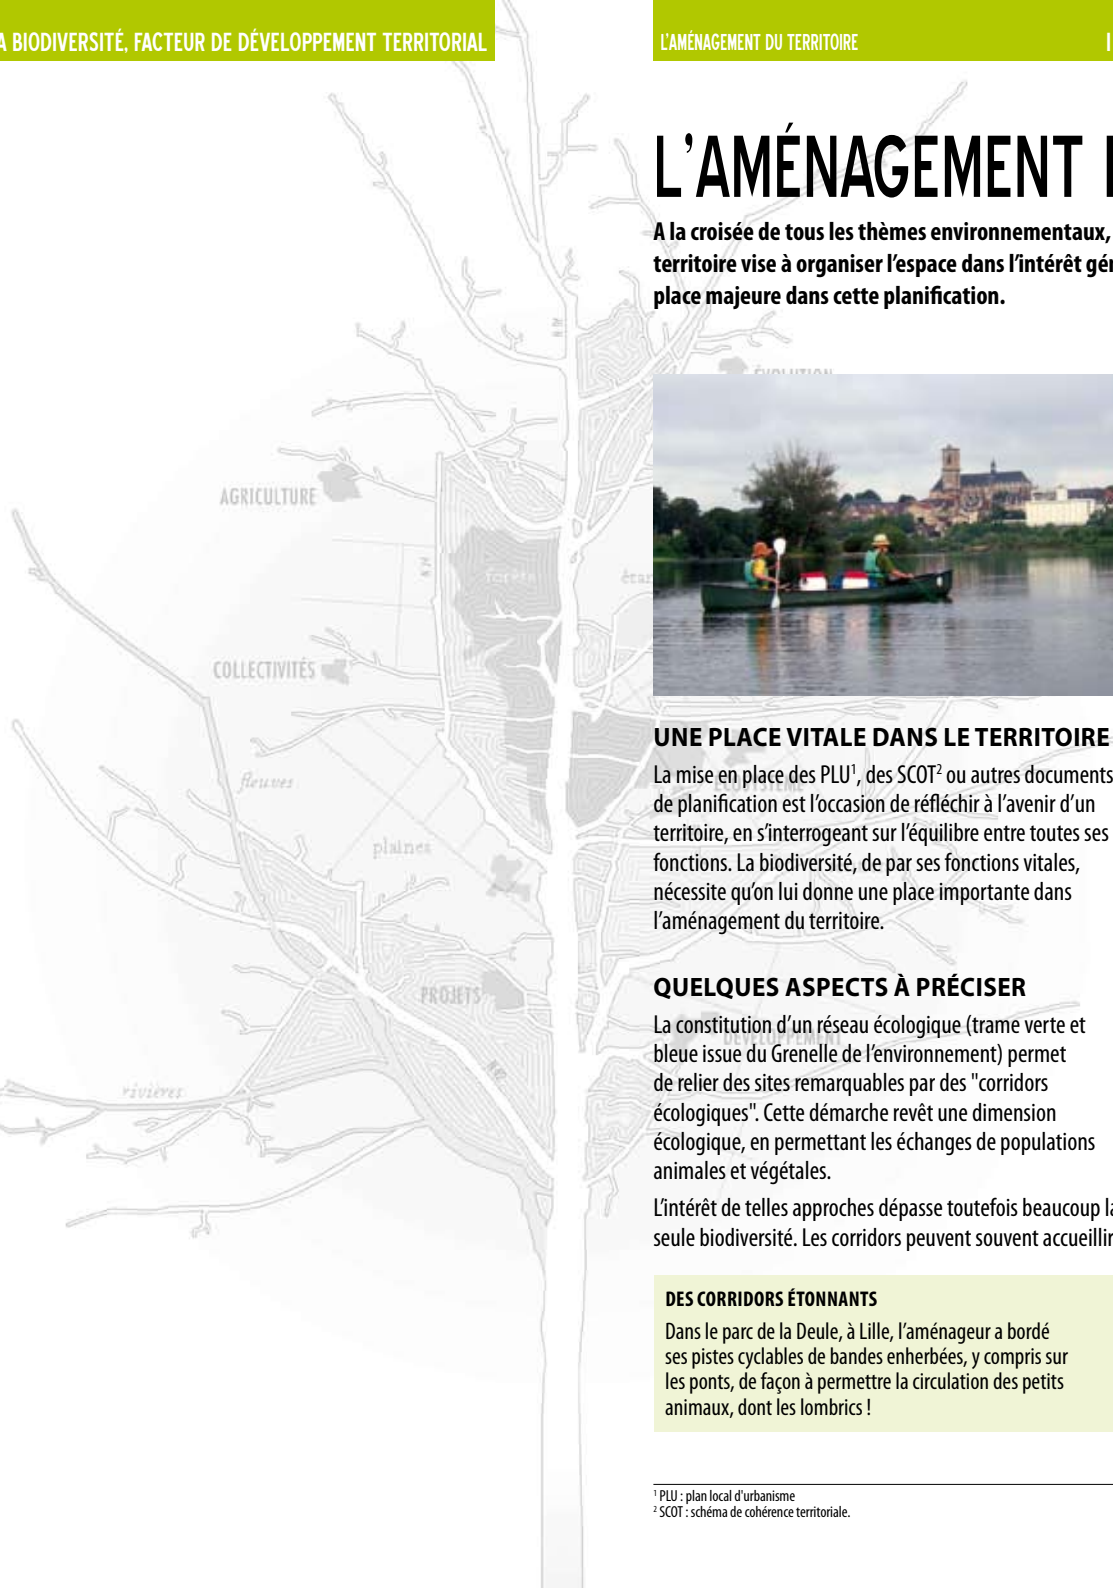 A BIODIVERSITÉ, FACTEUR DE DÉVELOPPEMENT TERRITORIAL
L'AMÉNAGEMENT DU TERRITOIRE
L'AMÉNAGEMENT
A la croisée de tous les thèmes environnementaux,
territoire vise à organiser l'espace dans l'intérêt gén
place majeure dans cette planification.
ÉVOLUTION
AGRICULTURE
forêts
étan
COLLECTIVITÉS
fleuves
plaines
ÉCOSYSTÈME
PROJETS
DÉVELOPPEMENT
rivières
UNE PLACE VITALE DANS LE TERRITOIRE
La mise en place des PLU¹, des SCOT² ou autres documents
de planification est l'occasion de réfléchir à l'avenir d'un
territoire, en s'interrogeant sur l'équilibre entre toutes ses
fonctions. La biodiversité, de par ses fonctions vitales,
nécessite qu'on lui donne une place importante dans
l'aménagement du territoire.
QUELQUES ASPECTS À PRÉCISER
La constitution d'un réseau écologique (trame verte et
bleue issue du Grenelle de l'environnement) permet
de relier des sites remarquables par des "corridors
écologiques". Cette démarche revêt une dimension
écologique, en permettant les échanges de populations
animales et végétales.
L'intérêt de telles approches dépasse toutefois beaucoup la
seule biodiversité. Les corridors peuvent souvent accueillir
DES CORRIDORS ÉTONNANTS
Dans le parc de la Deule, à Lille, l'aménageur a bordé
ses pistes cyclables de bandes enherbées, y compris sur
les ponts, de façon à permettre la circulation des petits
animaux, dont les lombrics !
¹ PLU : plan local d'urbanisme
² SCOT : schéma de cohérence territoriale.